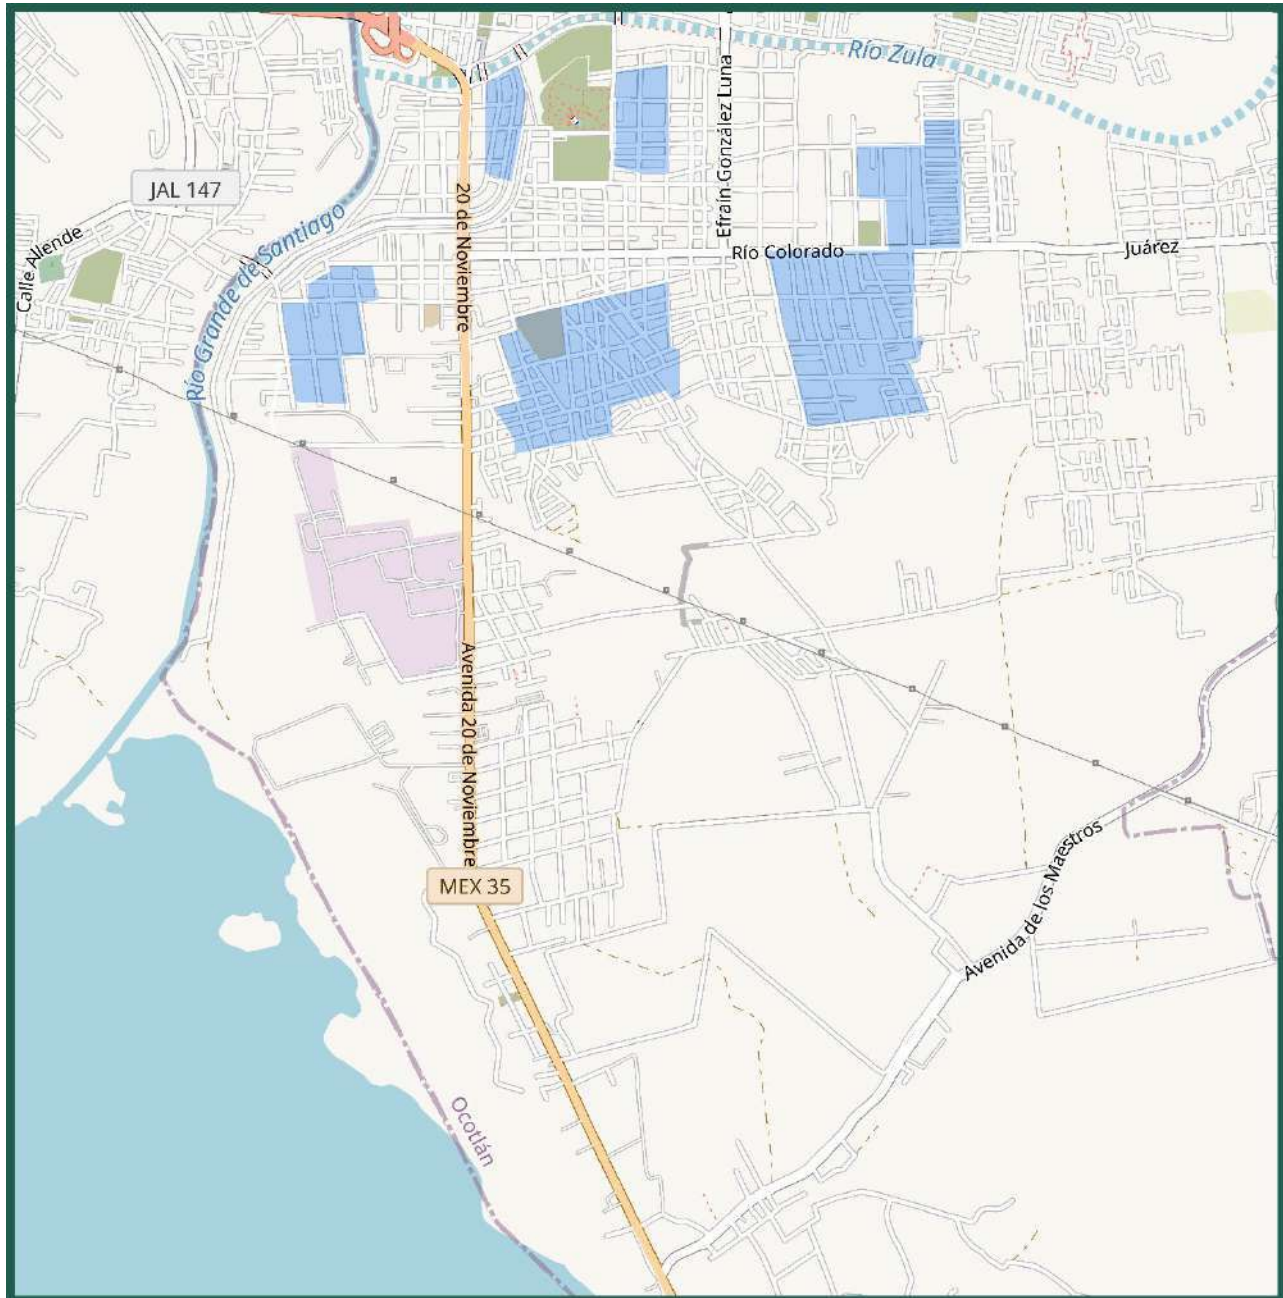 Río Zula
Efraín González Luna
JAL 147
20 de Noviembre
Calle Allende
Río Grande de Santiago
Río Colorado
Juárez
Avenida 20 de Noviembre
MEX 35
Avenida de los Maestros
Ocotlán